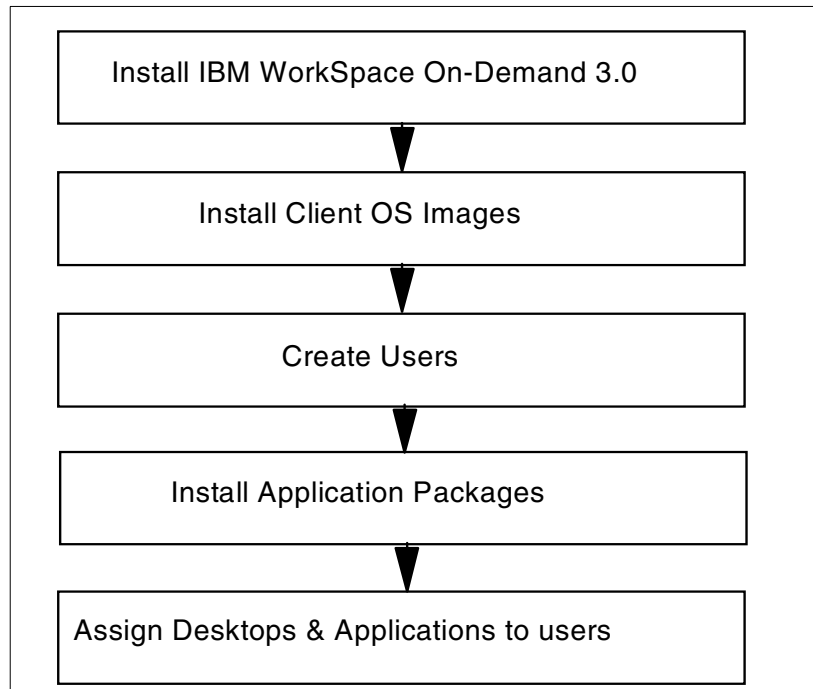 Install IBM WorkSpace On-Demand 3.0
Install Client OS Images
Create Users
Install Application Packages
Assign Desktops & Applications to users